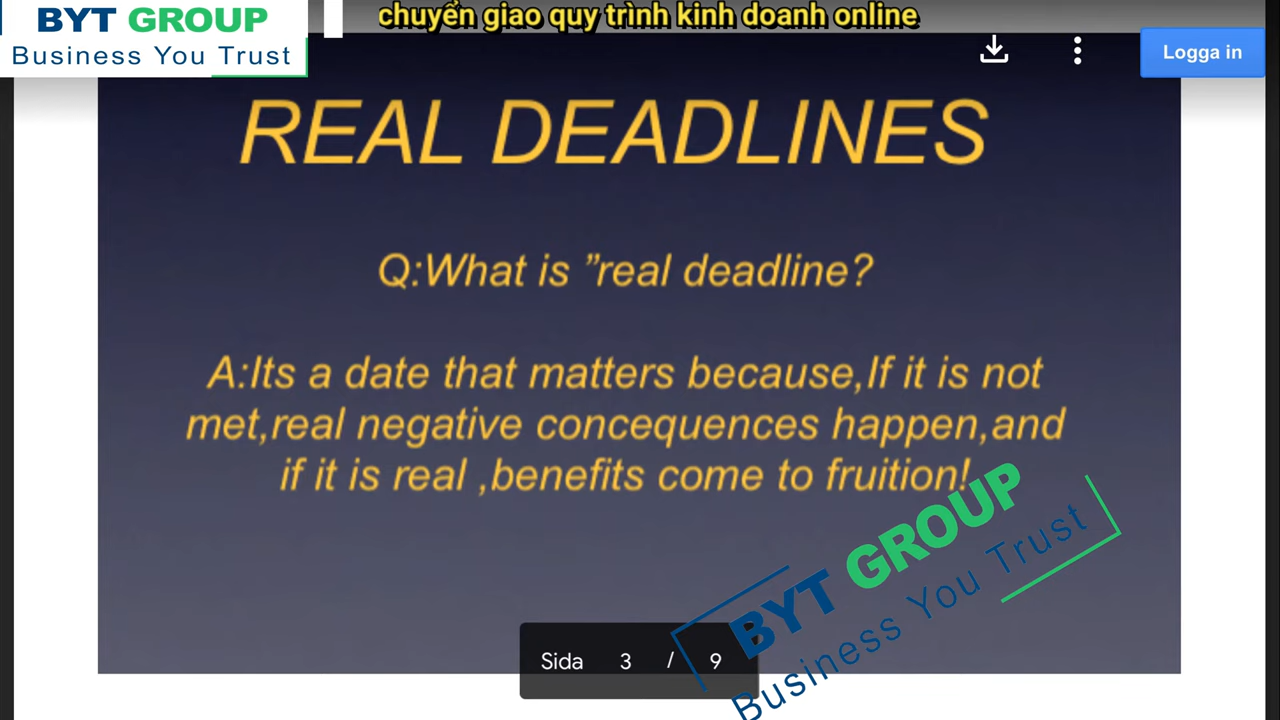 BYT GROUP
Business You Trust
chuyển giao quy trình kinh doanh online
Logga in
REAL DEADLINES
Q:What is ”real deadline?
A:Its a date that matters because,If it is not
met,real negative concequences happen,and
if it is real ,benefits come to fruition!
BYT GROUP
Business You Trust
Sida 3 / 9